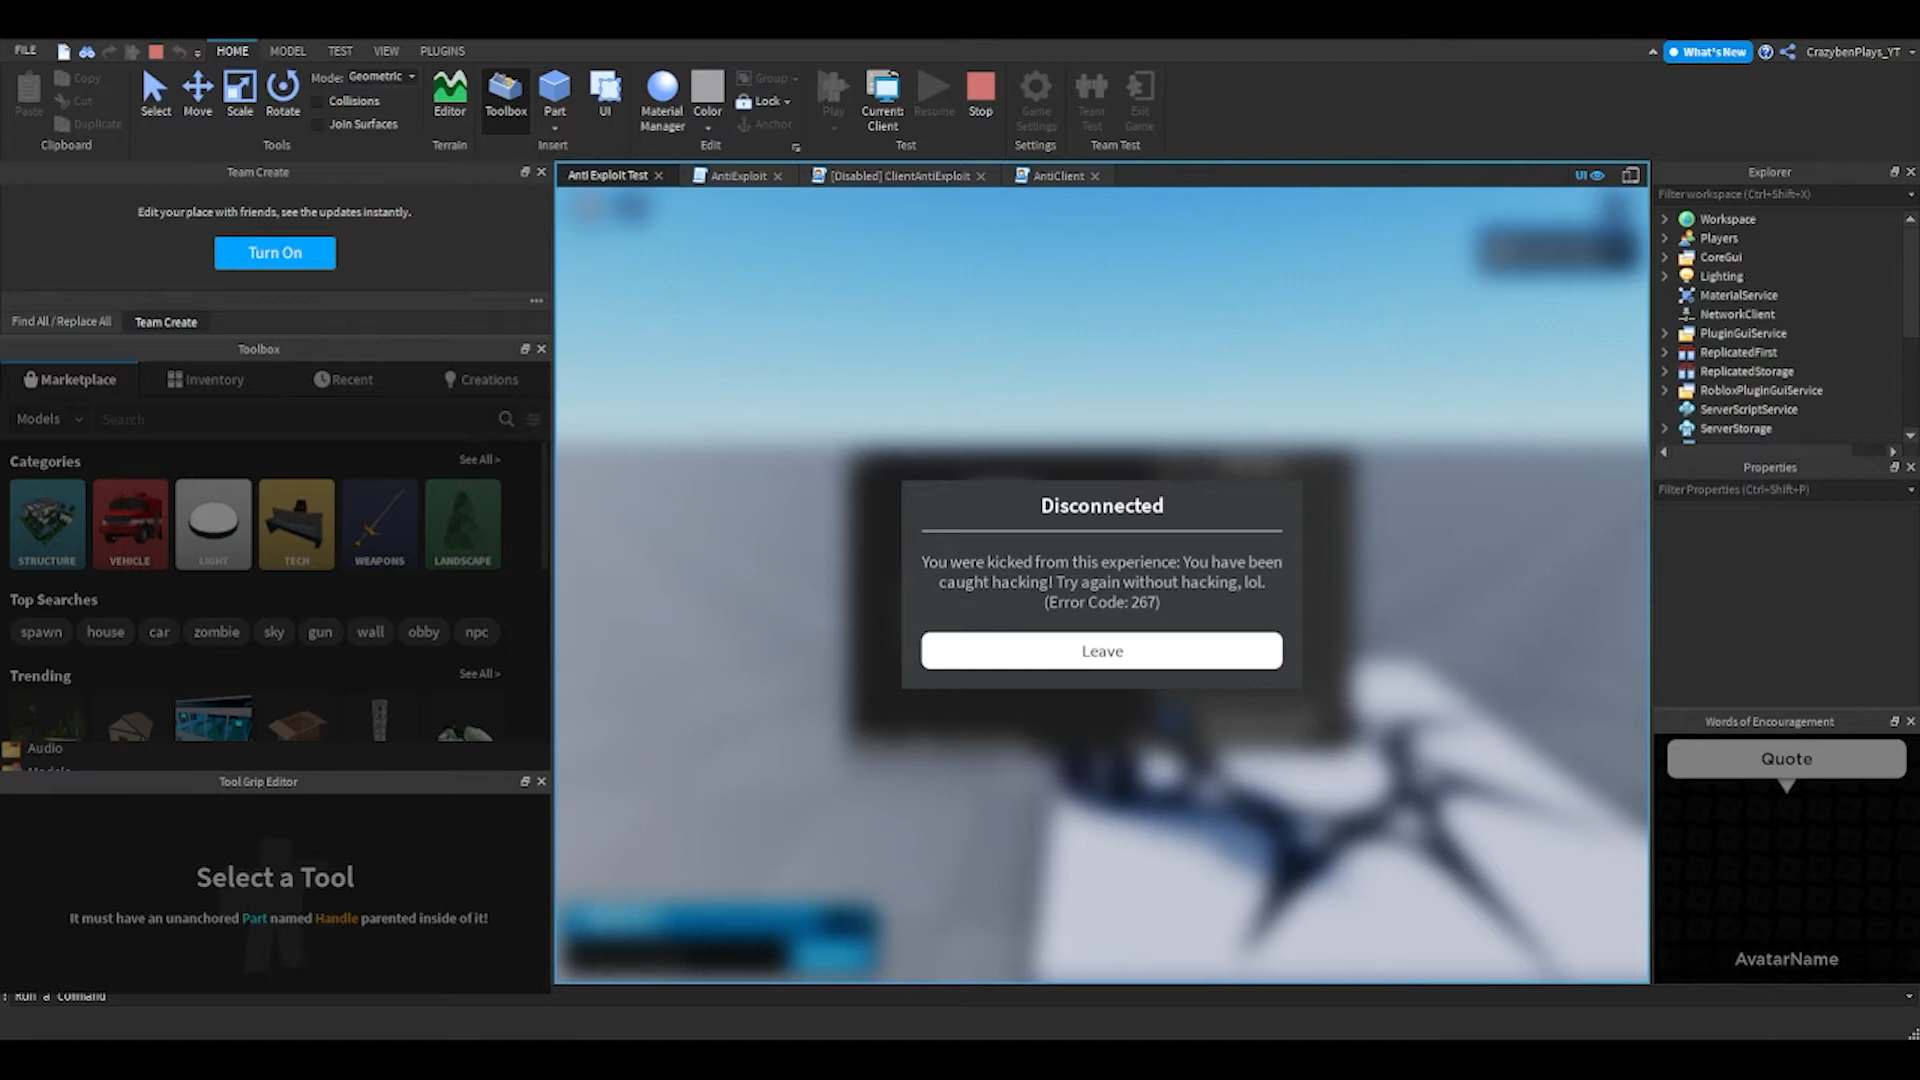 FILE
HOME
MODEL
TEST
VIEW
PLUGINS
What's New
CrazybenPlays_YT
Paste
Copy
Cut
Duplicate
Clipboard
Select
Move
Scale
Rotate
Mode: Geometric
Collisions
Join Surfaces
Tools
Editor
Terrain
Toolbox
Part
UI
Insert
Material
Manager
Color
Group
Lock
Anchor
Edit
Play
Current:
Client
Resume
Stop
Test
Game
Settings
Settings
Team
Test
Exit
Game
Team Test
Team Create
Edit your place with friends, see the updates instantly.
Turn On
Find All / Replace All
Team Create
Toolbox
Marketplace
Inventory
Recent
Creations
Models
Search
Categories
See All >
STRUCTURE
VEHICLE
LIGHT
TECH
WEAPONS
LANDSCAPE
Top Searches
spawn
house
car
zombie
sky
gun
wall
obby
npc
Trending
See All >
Audio
Tool Grip Editor
Select a Tool
It must have an unanchored Part named Handle parented inside of it!
Run a Command
Anti Exploit Test
AntiExploit
[Disabled] ClientAntiExploit
AntiClient
UI
Disconnected
You were kicked from this experience: You have been
caught hacking! Try again without hacking, lol.
(Error Code: 267)
Leave
Explorer
Filter workspace (Ctrl+Shift+X)
Workspace
Players
CoreGui
Lighting
MaterialService
NetworkClient
PluginGuiService
ReplicatedFirst
ReplicatedStorage
RobloxPluginGuiService
ServerScriptService
ServerStorage
Properties
Filter Properties (Ctrl+Shift+P)
Words of Encouragement
Quote
AvatarName